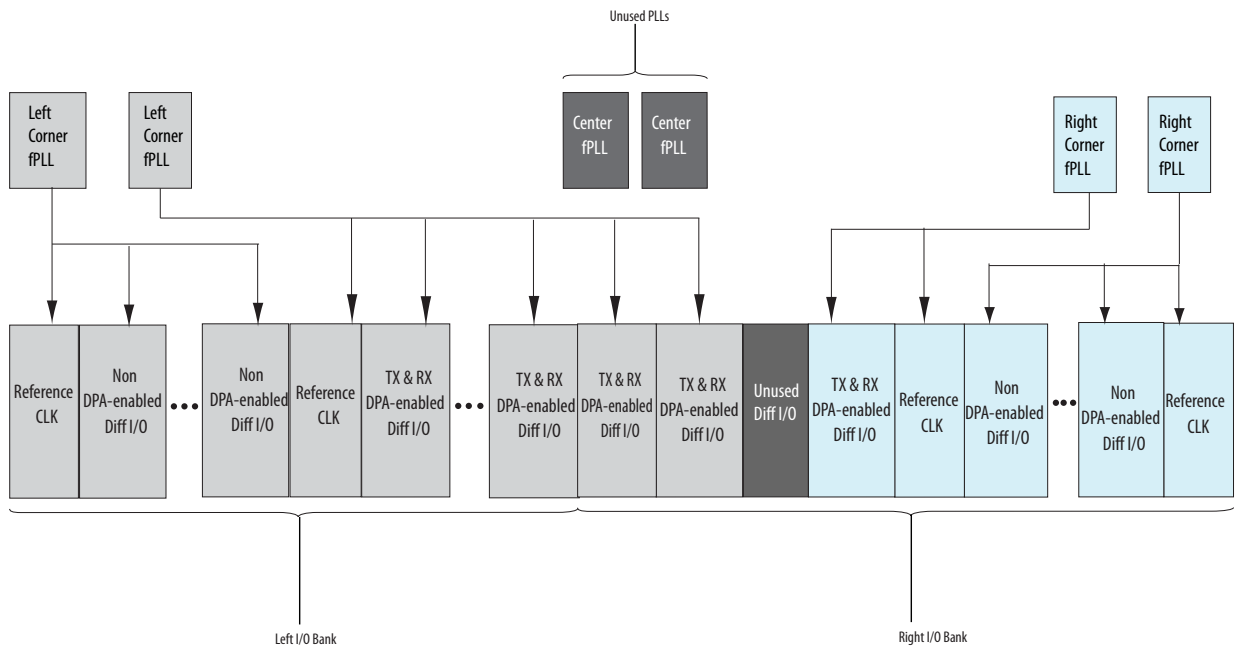 Unused PLLs
Left
Corner
fPLL
Left
Corner
fPLL
Center
fPLL
Center
fPLL
Right
Corner
fPLL
Right
Corner
fPLL
Reference
CLK
Non
DPA-enabled
Diff I/O
•••
Non
DPA-enabled
Diff I/O
Reference
CLK
TX & RX
DPA-enabled
Diff I/O
•••
TX & RX
DPA-enabled
Diff I/O
TX & RX
DPA-enabled
Diff I/O
TX & RX
DPA-enabled
Diff I/O
Unused
Diff I/O
TX & RX
DPA-enabled
Diff I/O
Reference
CLK
Non
DPA-enabled
Diff I/O
•••
Non
DPA-enabled
Diff I/O
Reference
CLK
Left I/O Bank
Right I/O Bank